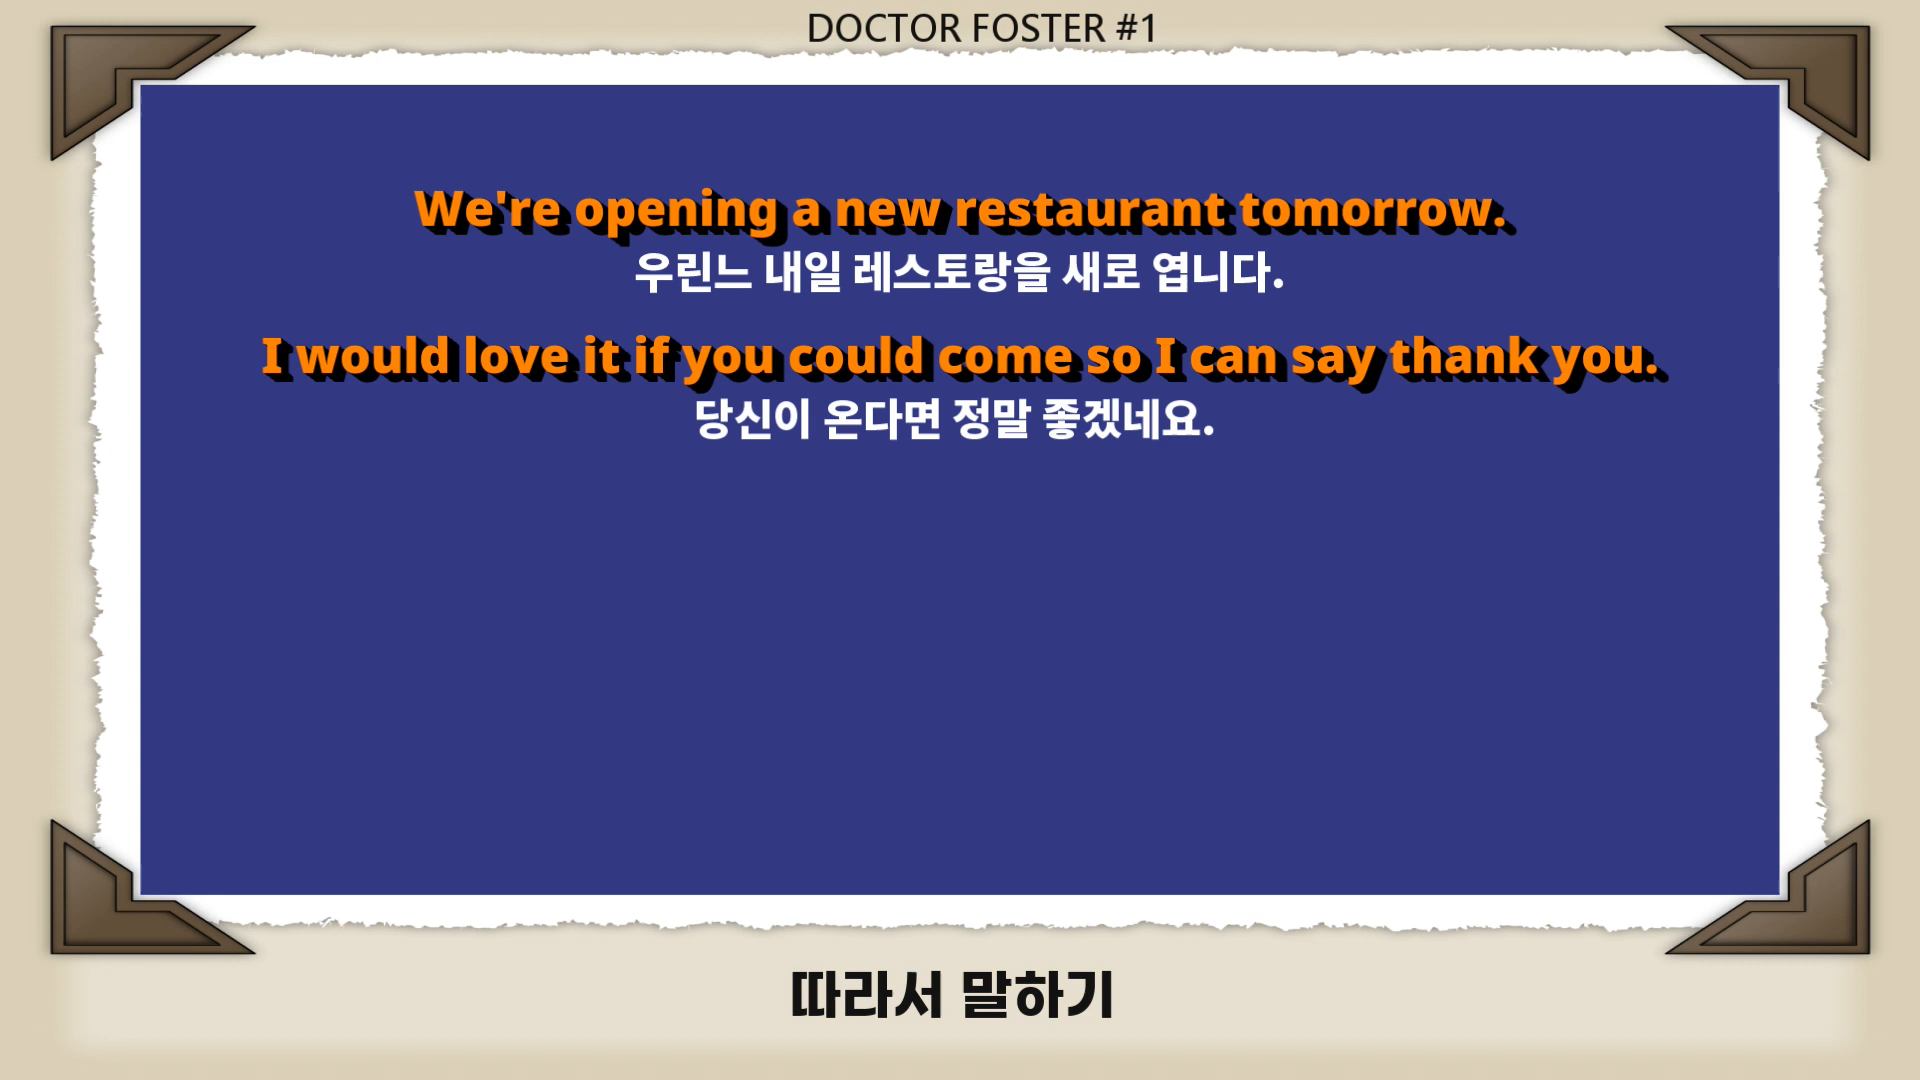 DOCTOR FOSTER #1
We're opening a new restaurant tomorrow.
우린느 내일 레스토랑을 새로 엽니다.
I would love it if you could come so I can say thank you.
당신이 온다면 정말 좋겠네요.
따라서 말하기